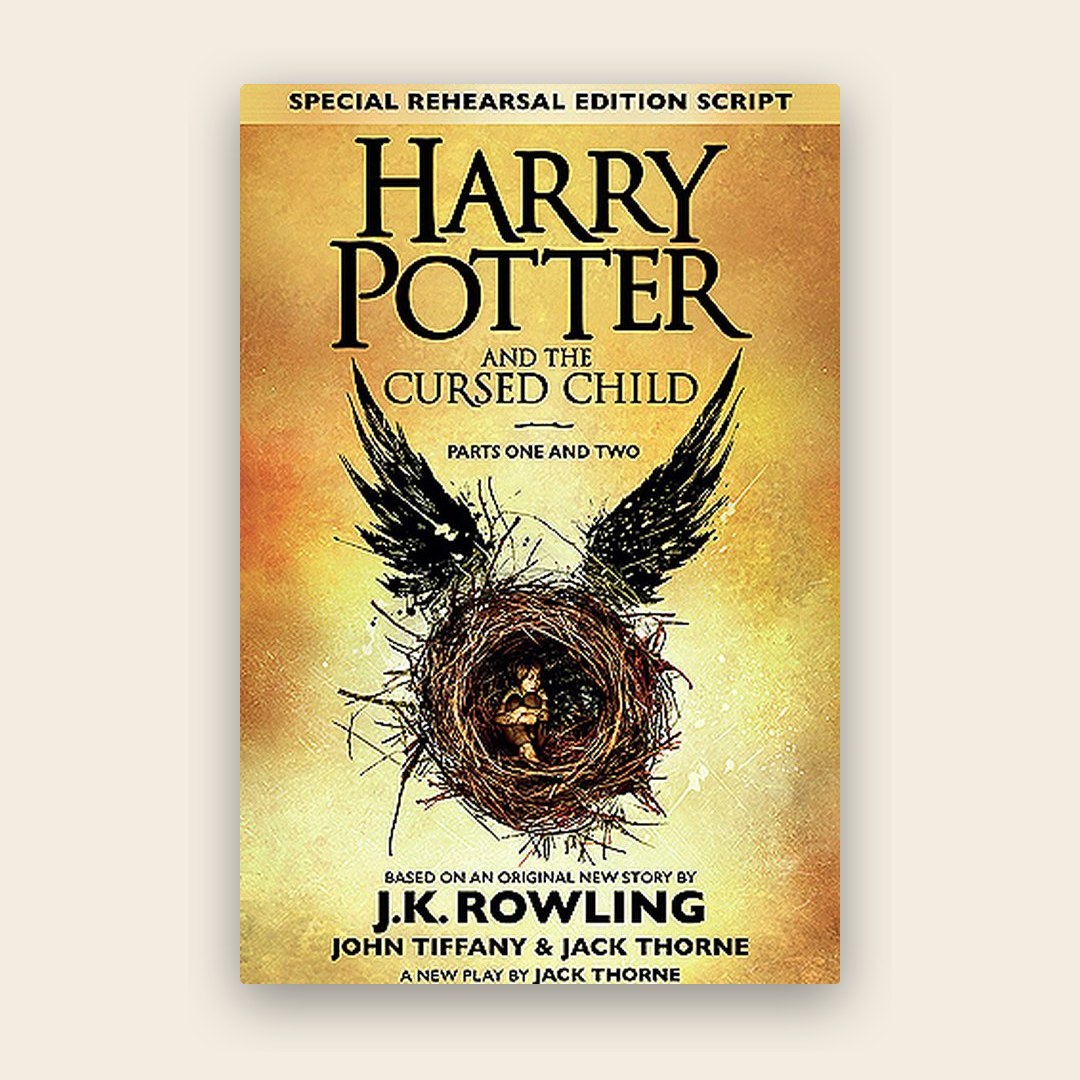 SPECIAL REHEARSAL EDITION SCRIPT
HARRY
POTTER
AND THE
CURSED CHILD
PARTS ONE AND TWO
BASED ON AN ORIGINAL NEW STORY BY
J.K. ROWLING
JOHN TIFFANY & JACK THORNE
A NEW PLAY BY JACK THORNE